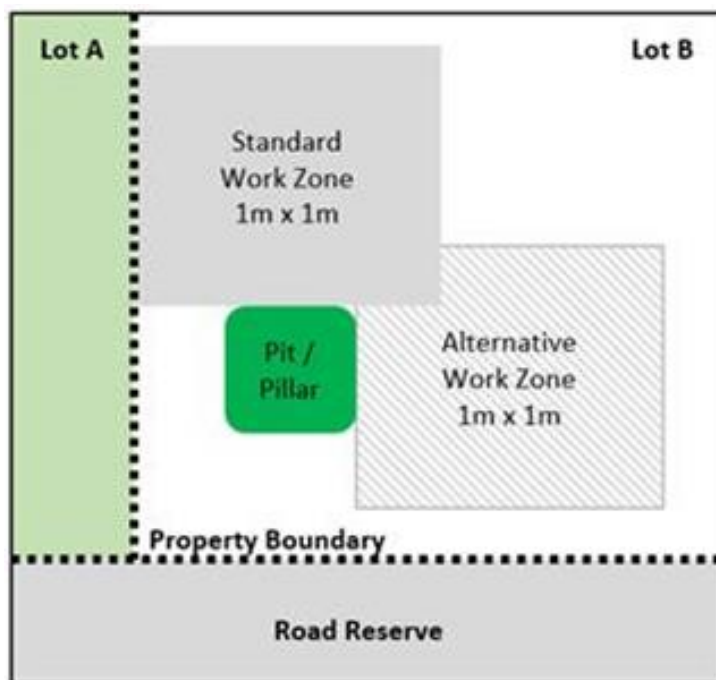 Lot A
Lot B
Standard
Work Zone
1m x 1m
Pit /
Pillar
Alternative
Work Zone
1m x 1m
Property Boundary
Road Reserve